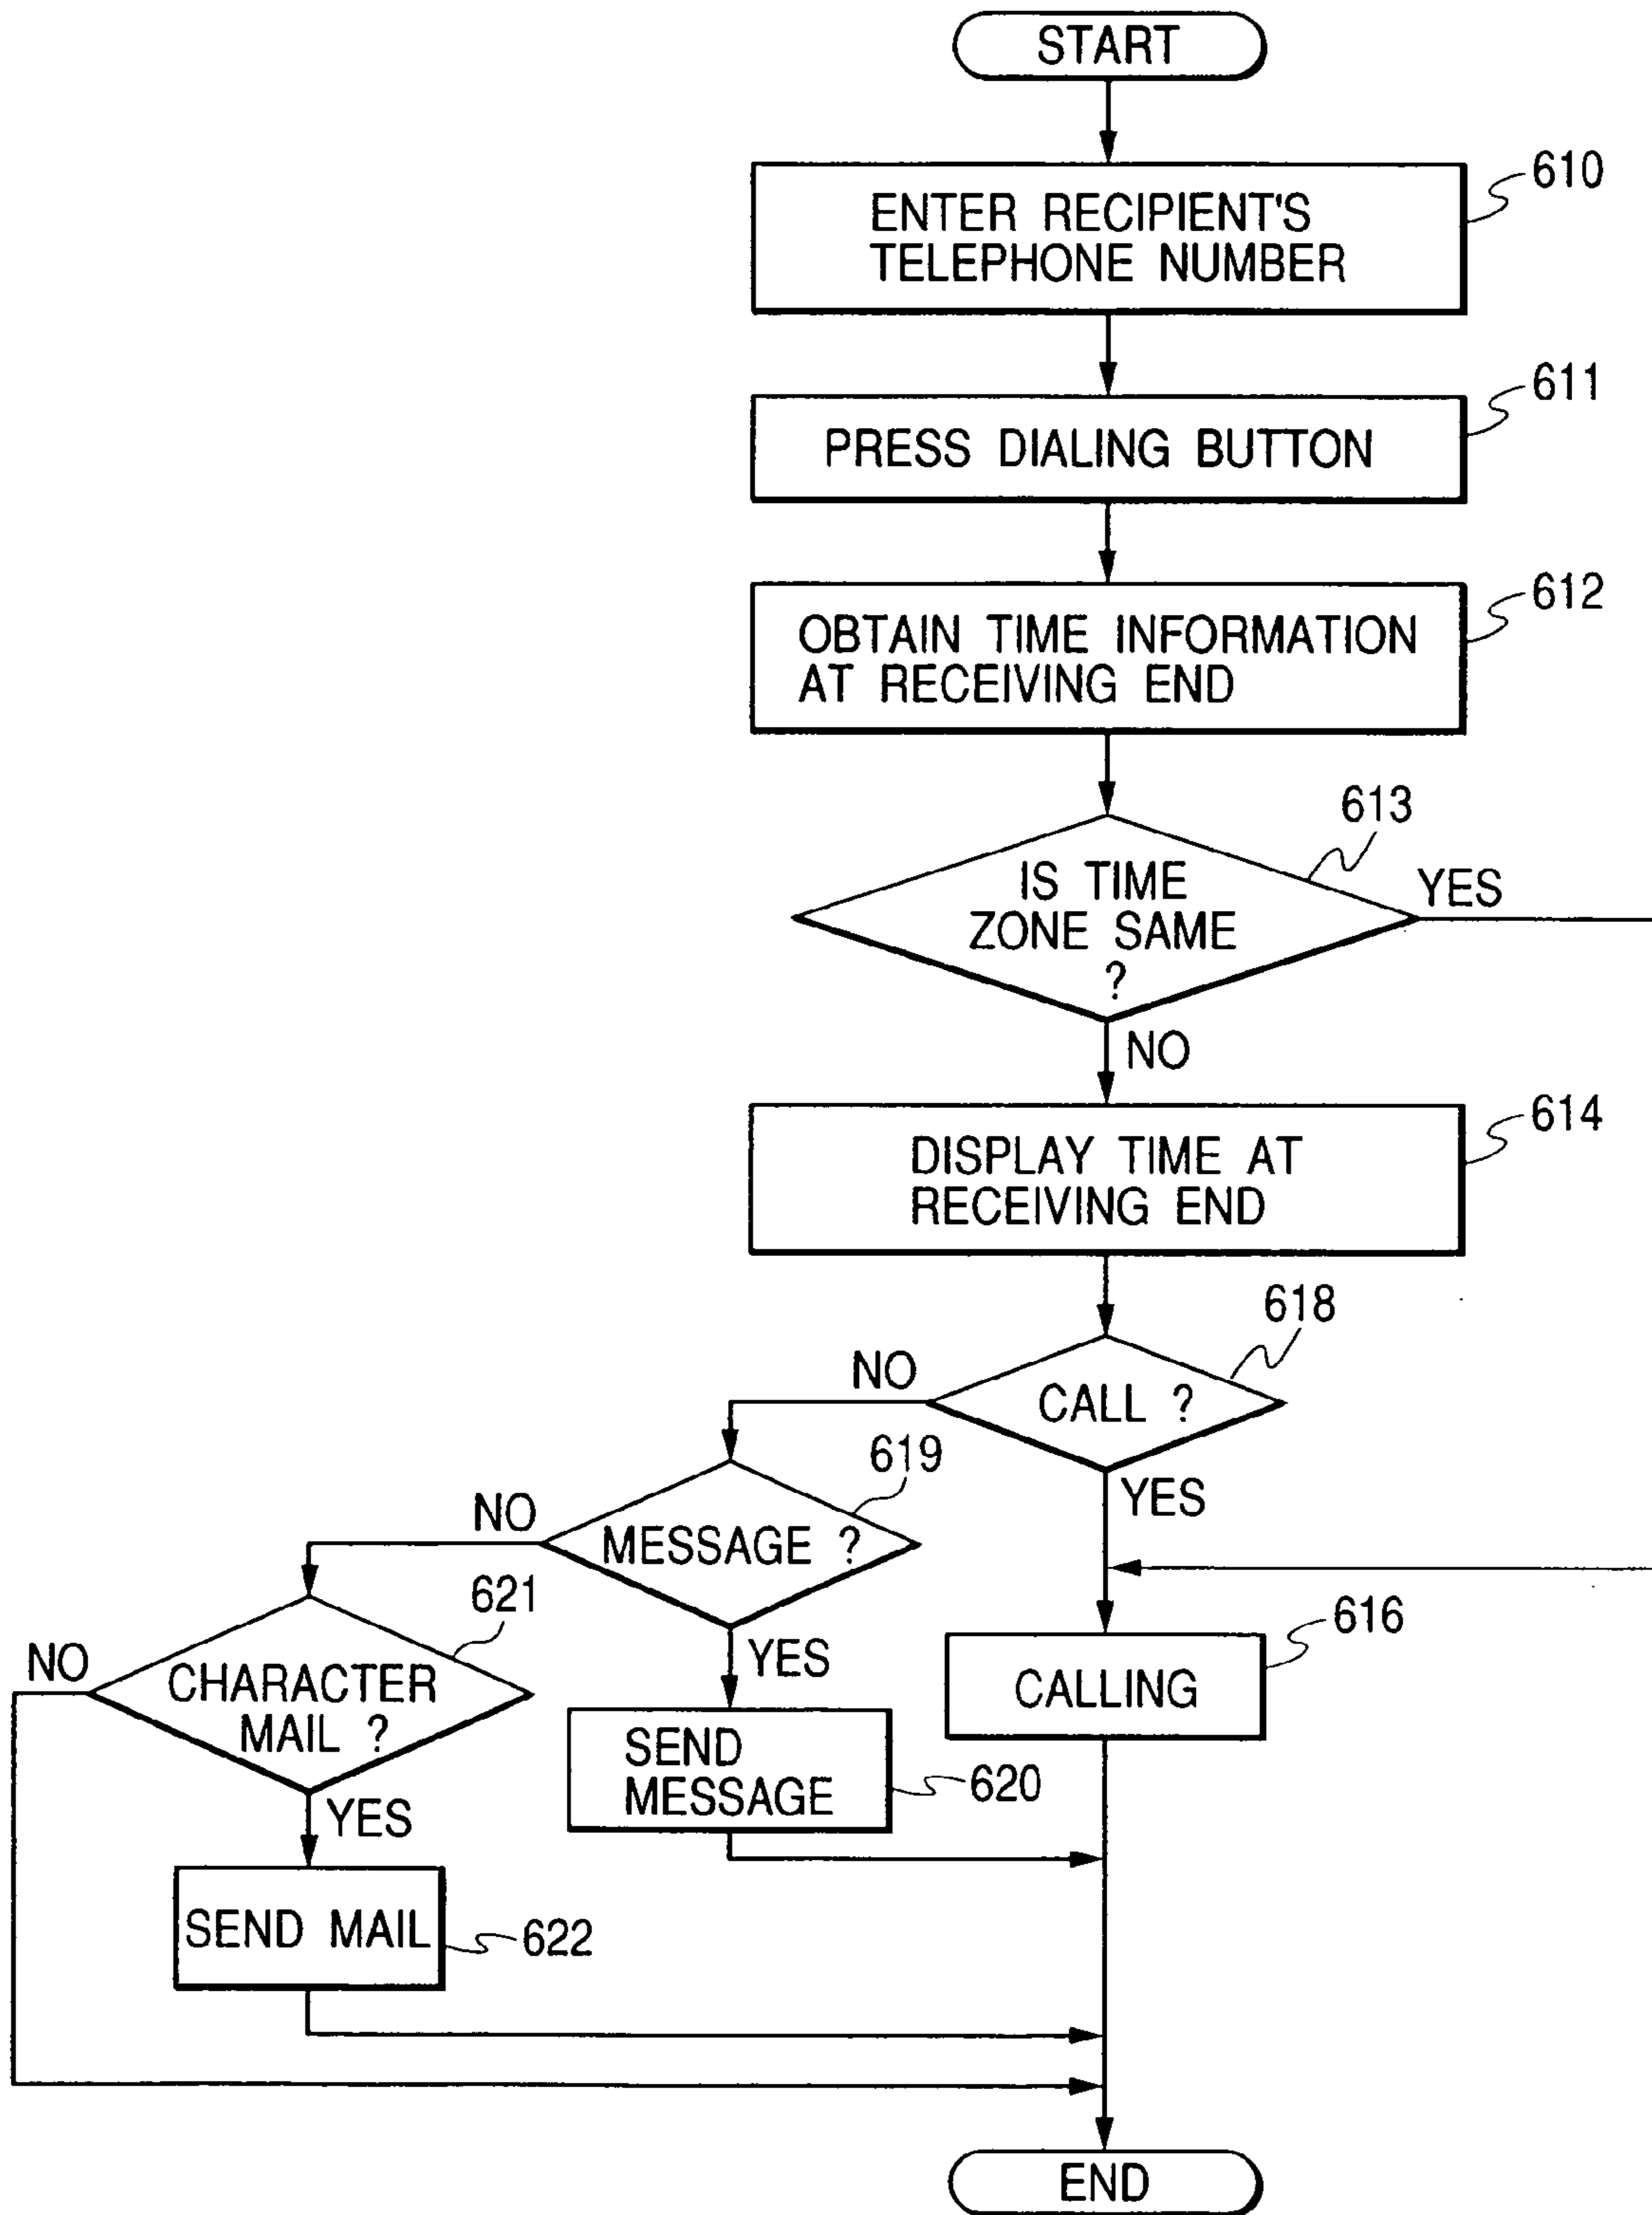 START
610
ENTER RECIPIENT'S
TELEPHONE NUMBER
611
PRESS DIALING BUTTON
612
OBTAIN TIME INFORMATION
AT RECEIVING END
613
IS TIME
ZONE SAME
?
YES
NO
614
DISPLAY TIME AT
RECEIVING END
618
NO
CALL ?
YES
619
NO
MESSAGE ?
YES
621
NO
CHARACTER
MAIL ?
YES
616
CALLING
SEND
MESSAGE
620
SEND MAIL
622
END